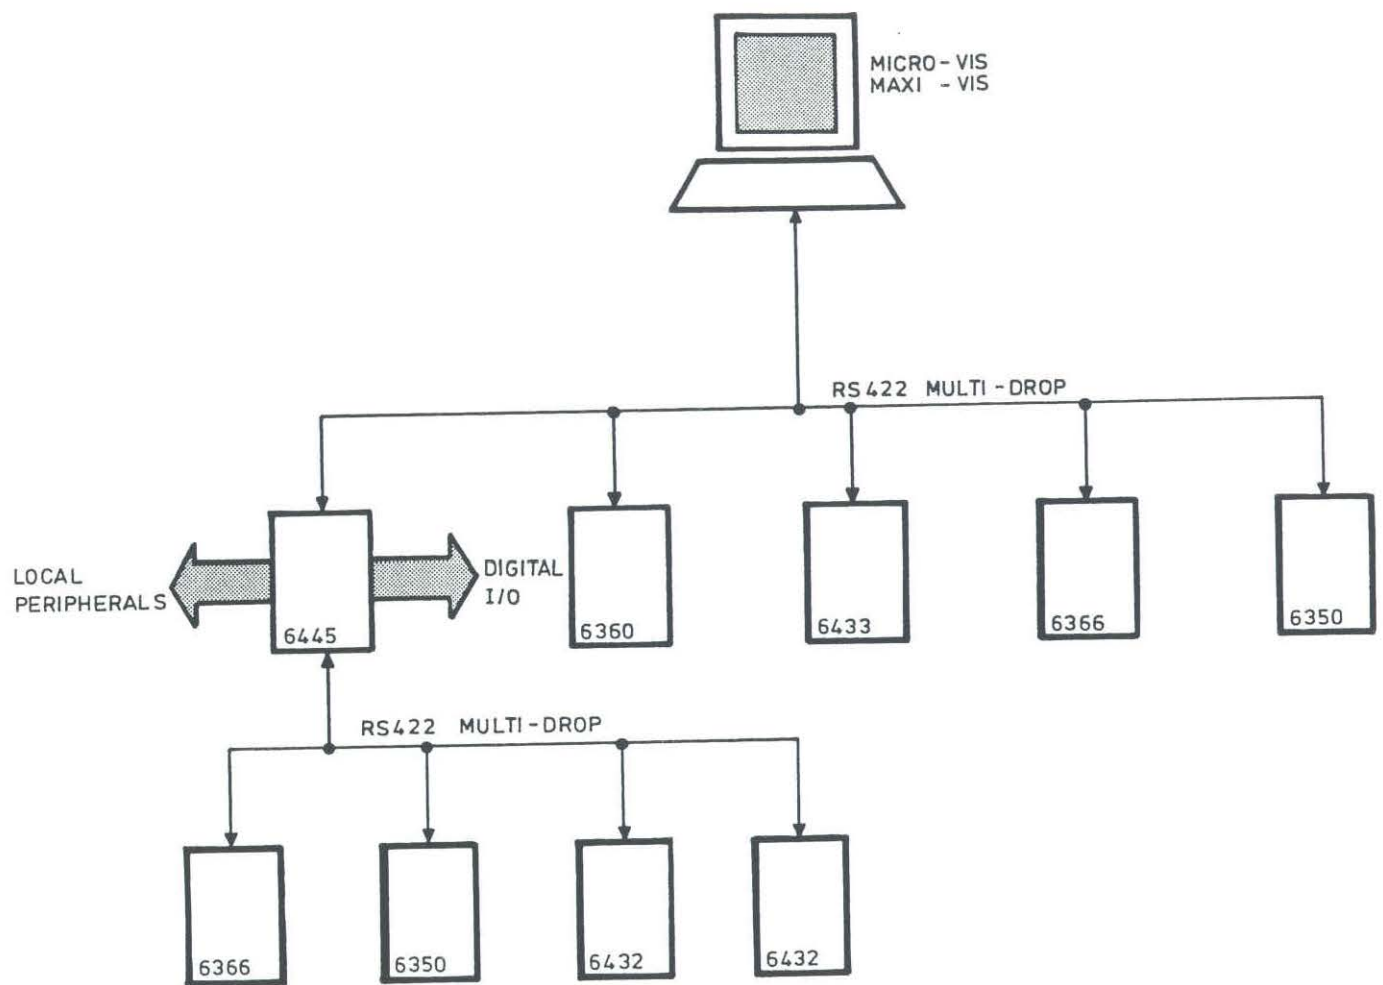 MICRO-VIS
MAXI -VIS
RS422 MULTI-DROP
LOCAL
PERIPHERALS
DIGITAL
I/O
6445
6360
6433
6366
6350
RS422 MULTI-DROP
6366
6350
6432
6432